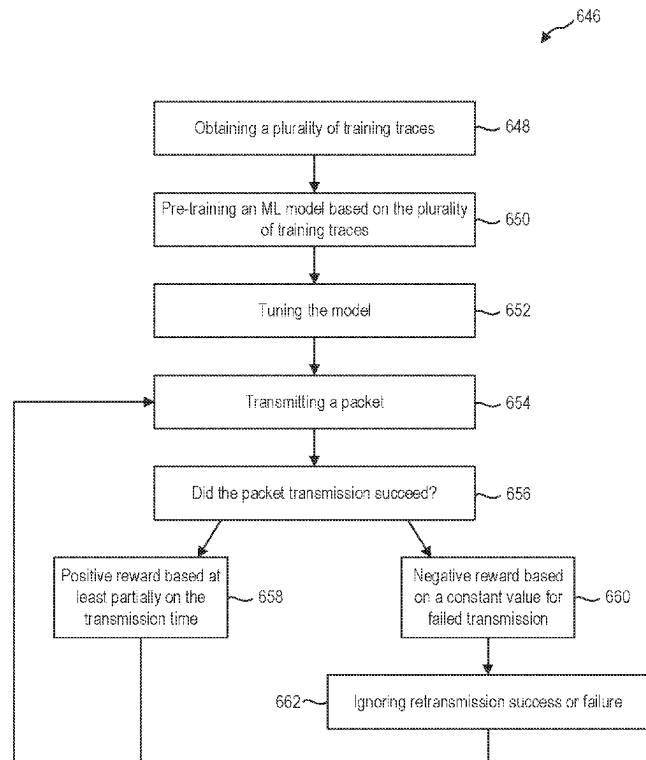 646
Obtaining a plurality of training traces
648
Pre-training an ML model based on the plurality
of training traces
650
Tuning the model
652
Transmitting a packet
654
Did the packet transmission succeed?
656
Positive reward based at
least partially on the
transmission time
658
Negative reward based
on a constant value for
failed transmission
660
662
Ignoring retransmission success or failure